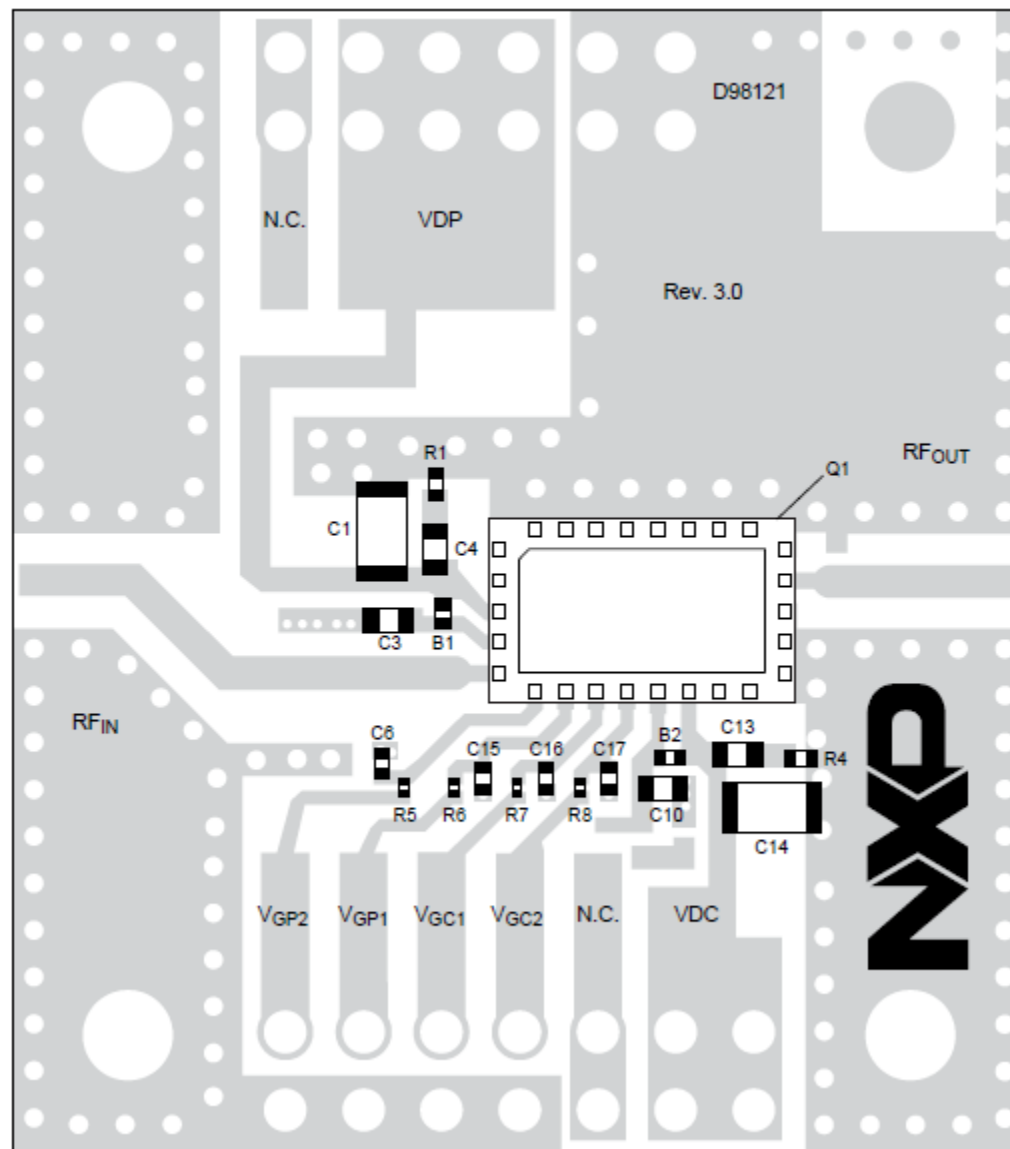 D98121
N.C. VDP
Rev. 3.0
RFOUT
Q1
R1
C1
C4
C3 B1
RFIN
C6 C15 C16 C17 B2 C13
R4
R5 R6 R7 R8 C10
C14
VGP2 VGP1 VGC1 VGC2 N.C. VDC
NXP